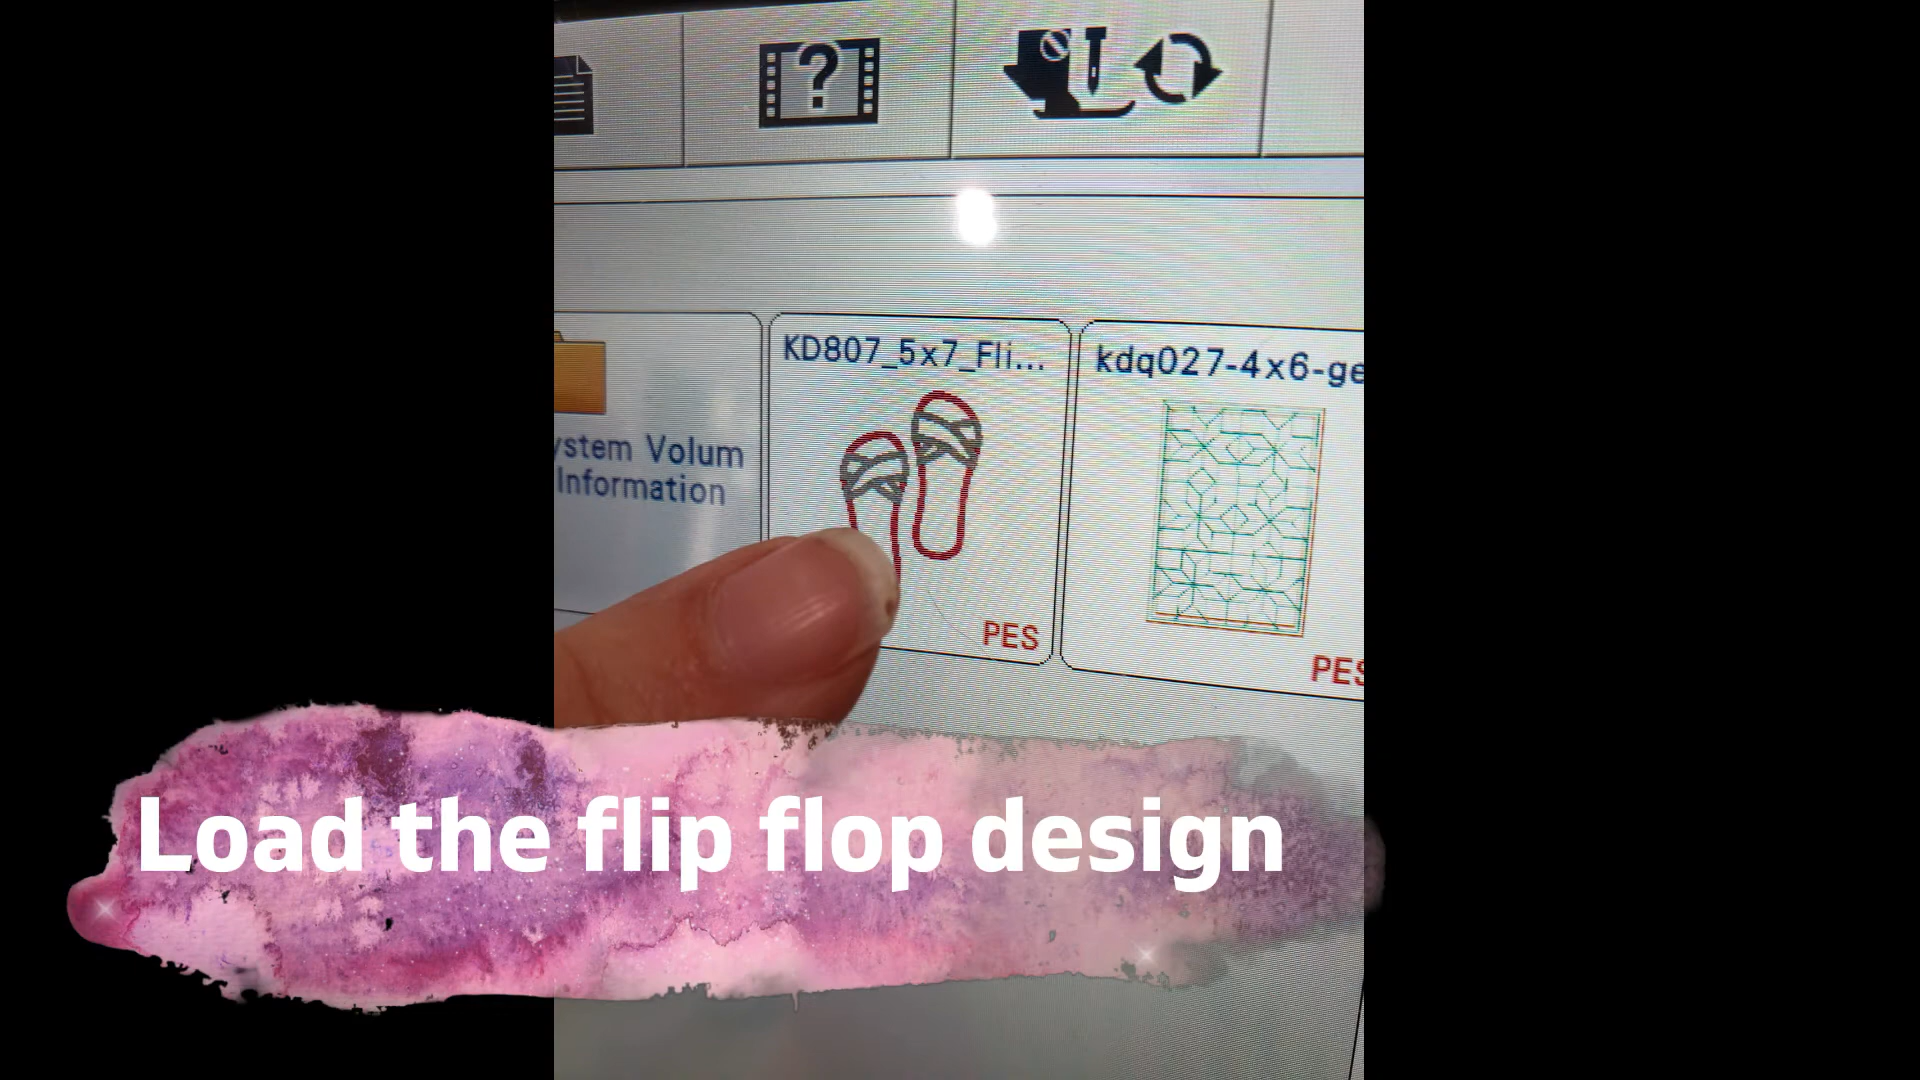 ?
KD807_5x7_Fli...
kdq027-4x6-ge
ystem Volum
Information
PES
PES
Load the flip flop design